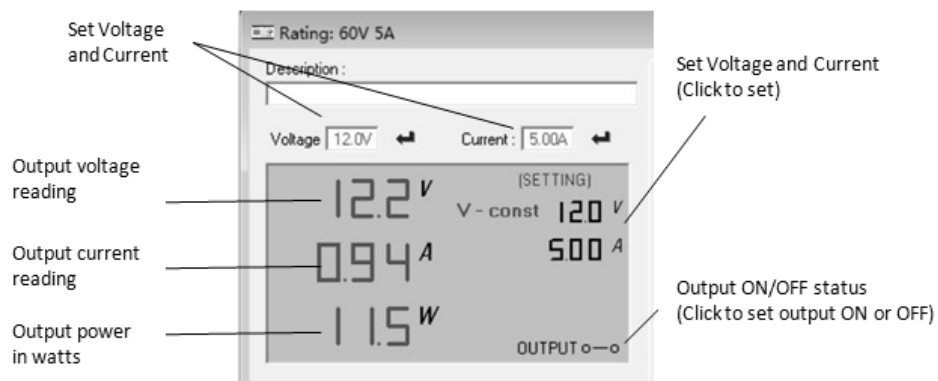 Set Voltage
and Current
Rating: 60V 5A
Description :
Set Voltage and Current
(Click to set)
Voltage 12.0V
Current : 5.00A
Output voltage
reading
12.2 V
(SETTING)
V - const 12.0 V
5.00 A
Output current
reading
0.94 A
Output ON/OFF status
(Click to set output ON or OFF)
Output power
in watts
11.5 W
OUTPUT